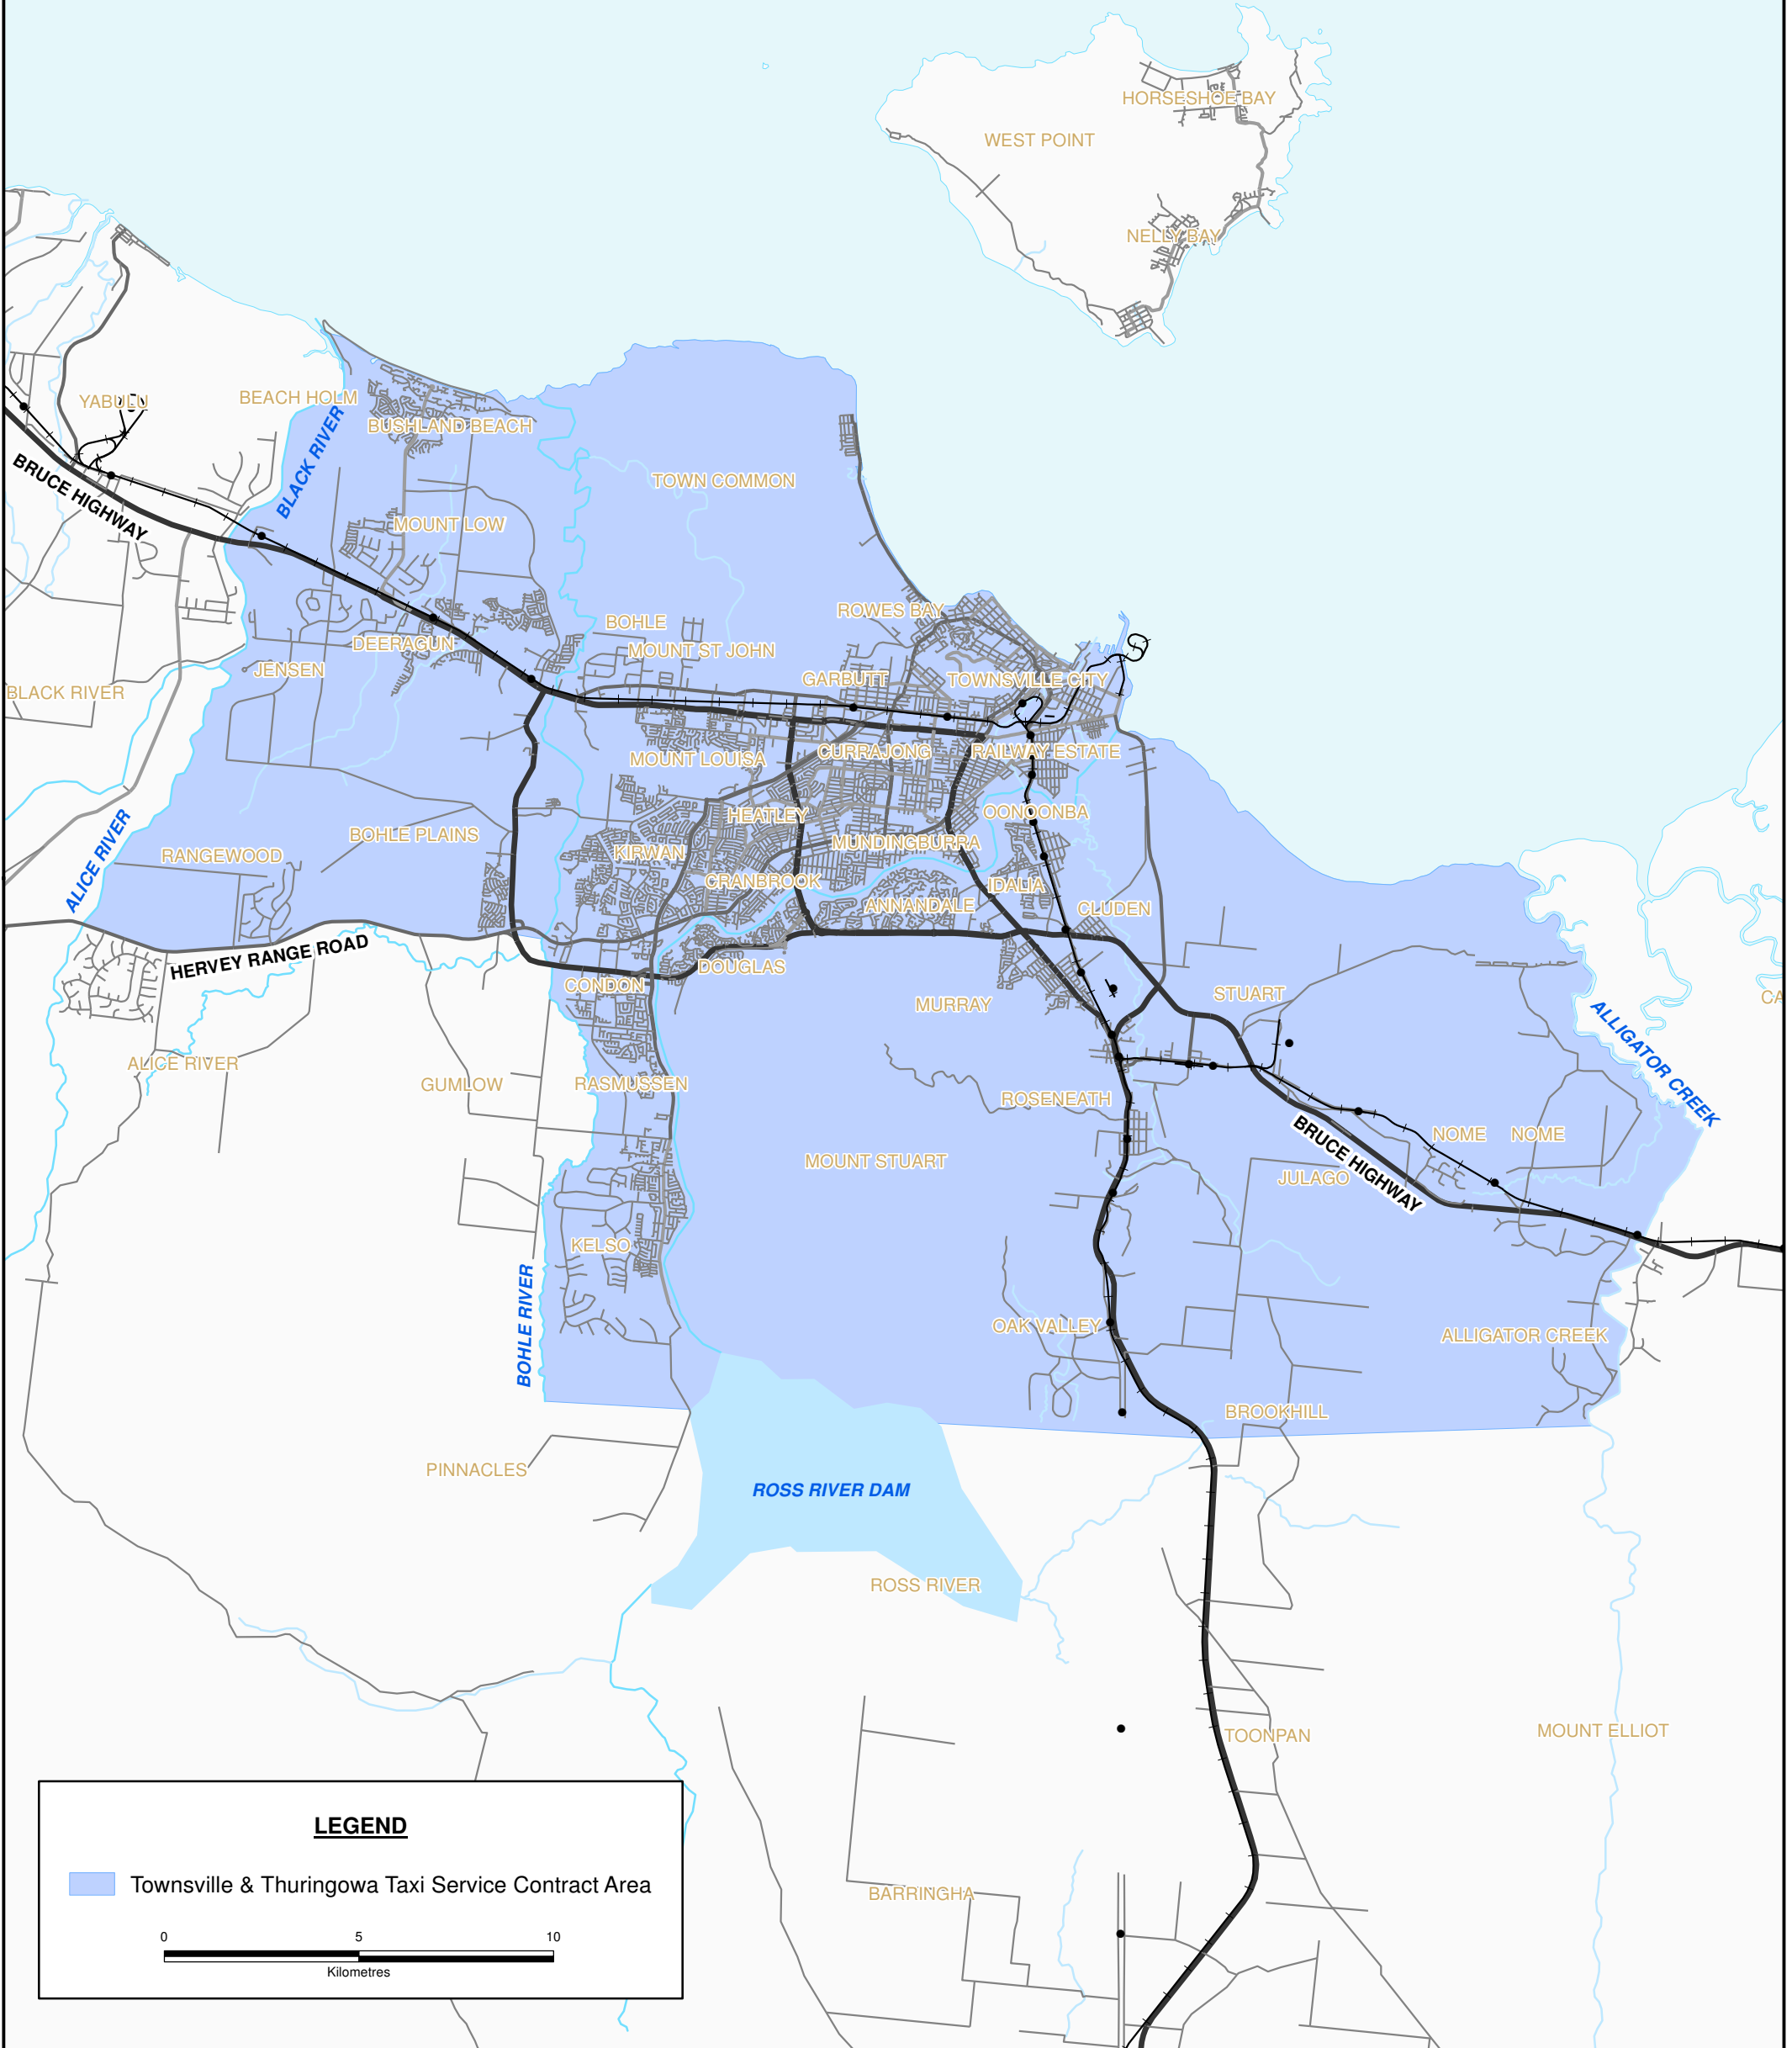 HORSESHOE BAY
WEST POINT
NELLY BAY
YABULU
BEACH HOLM
BUSHLAND BEACH
BLACK RIVER
BRUCE HIGHWAY
TOWN COMMON
MOUNT LOW
ROWES BAY
BOHLE
DEERAGUN
MOUNT ST JOHN
JENSEN
GARBUTT
TOWNSVILLE CITY
BLACK RIVER
MOUNT LOUISA
CURRAJONG
RAILWAY ESTATE
HEATLEY
OONOONBA
BOHLE PLAINS
MUNDINGBURRA
RANGEWOOD
KIRWAN
ALICE RIVER
CRANBROOK
IDALIA
ANNANDALE
CLUDEN
HERVEY RANGE ROAD
DOUGLAS
CONDON
STUART
CA
MURRAY
ALLIGATOR CREEK
ALICE RIVER
GUMLOW
RASMUSSEN
ROSENEATH
NOME
NOME
BRUCE HIGHWAY
MOUNT STUART
JULAGO
KELSO
BOHLE RIVER
OAK VALLEY
ALLIGATOR CREEK
BROOKHILL
PINNACLES
ROSS RIVER DAM
ROSS RIVER
TOONPAN
MOUNT ELLIOT
BARRINGHA
LEGEND
Townsville & Thuringowa Taxi Service Contract Area
0 5 10
Kilometres